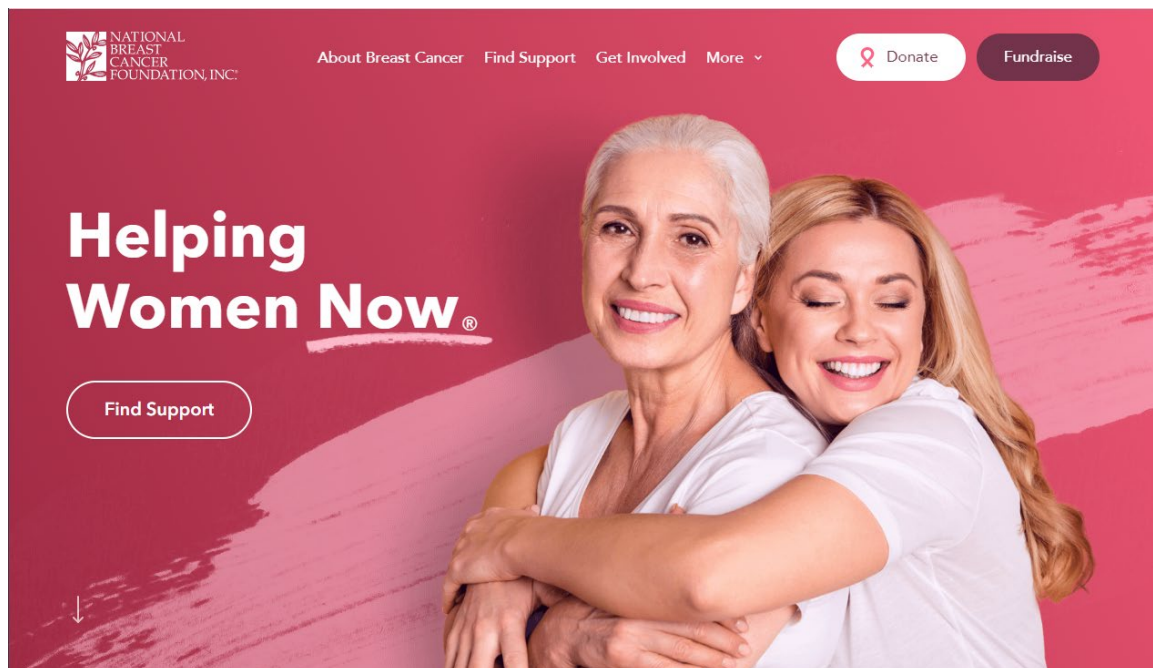 NATIONAL
BREAST
CANCER
FOUNDATION, INC.®
About Breast Cancer Find Support Get Involved More
Donate
Fundraise
Helping
Women Now®
Find Support